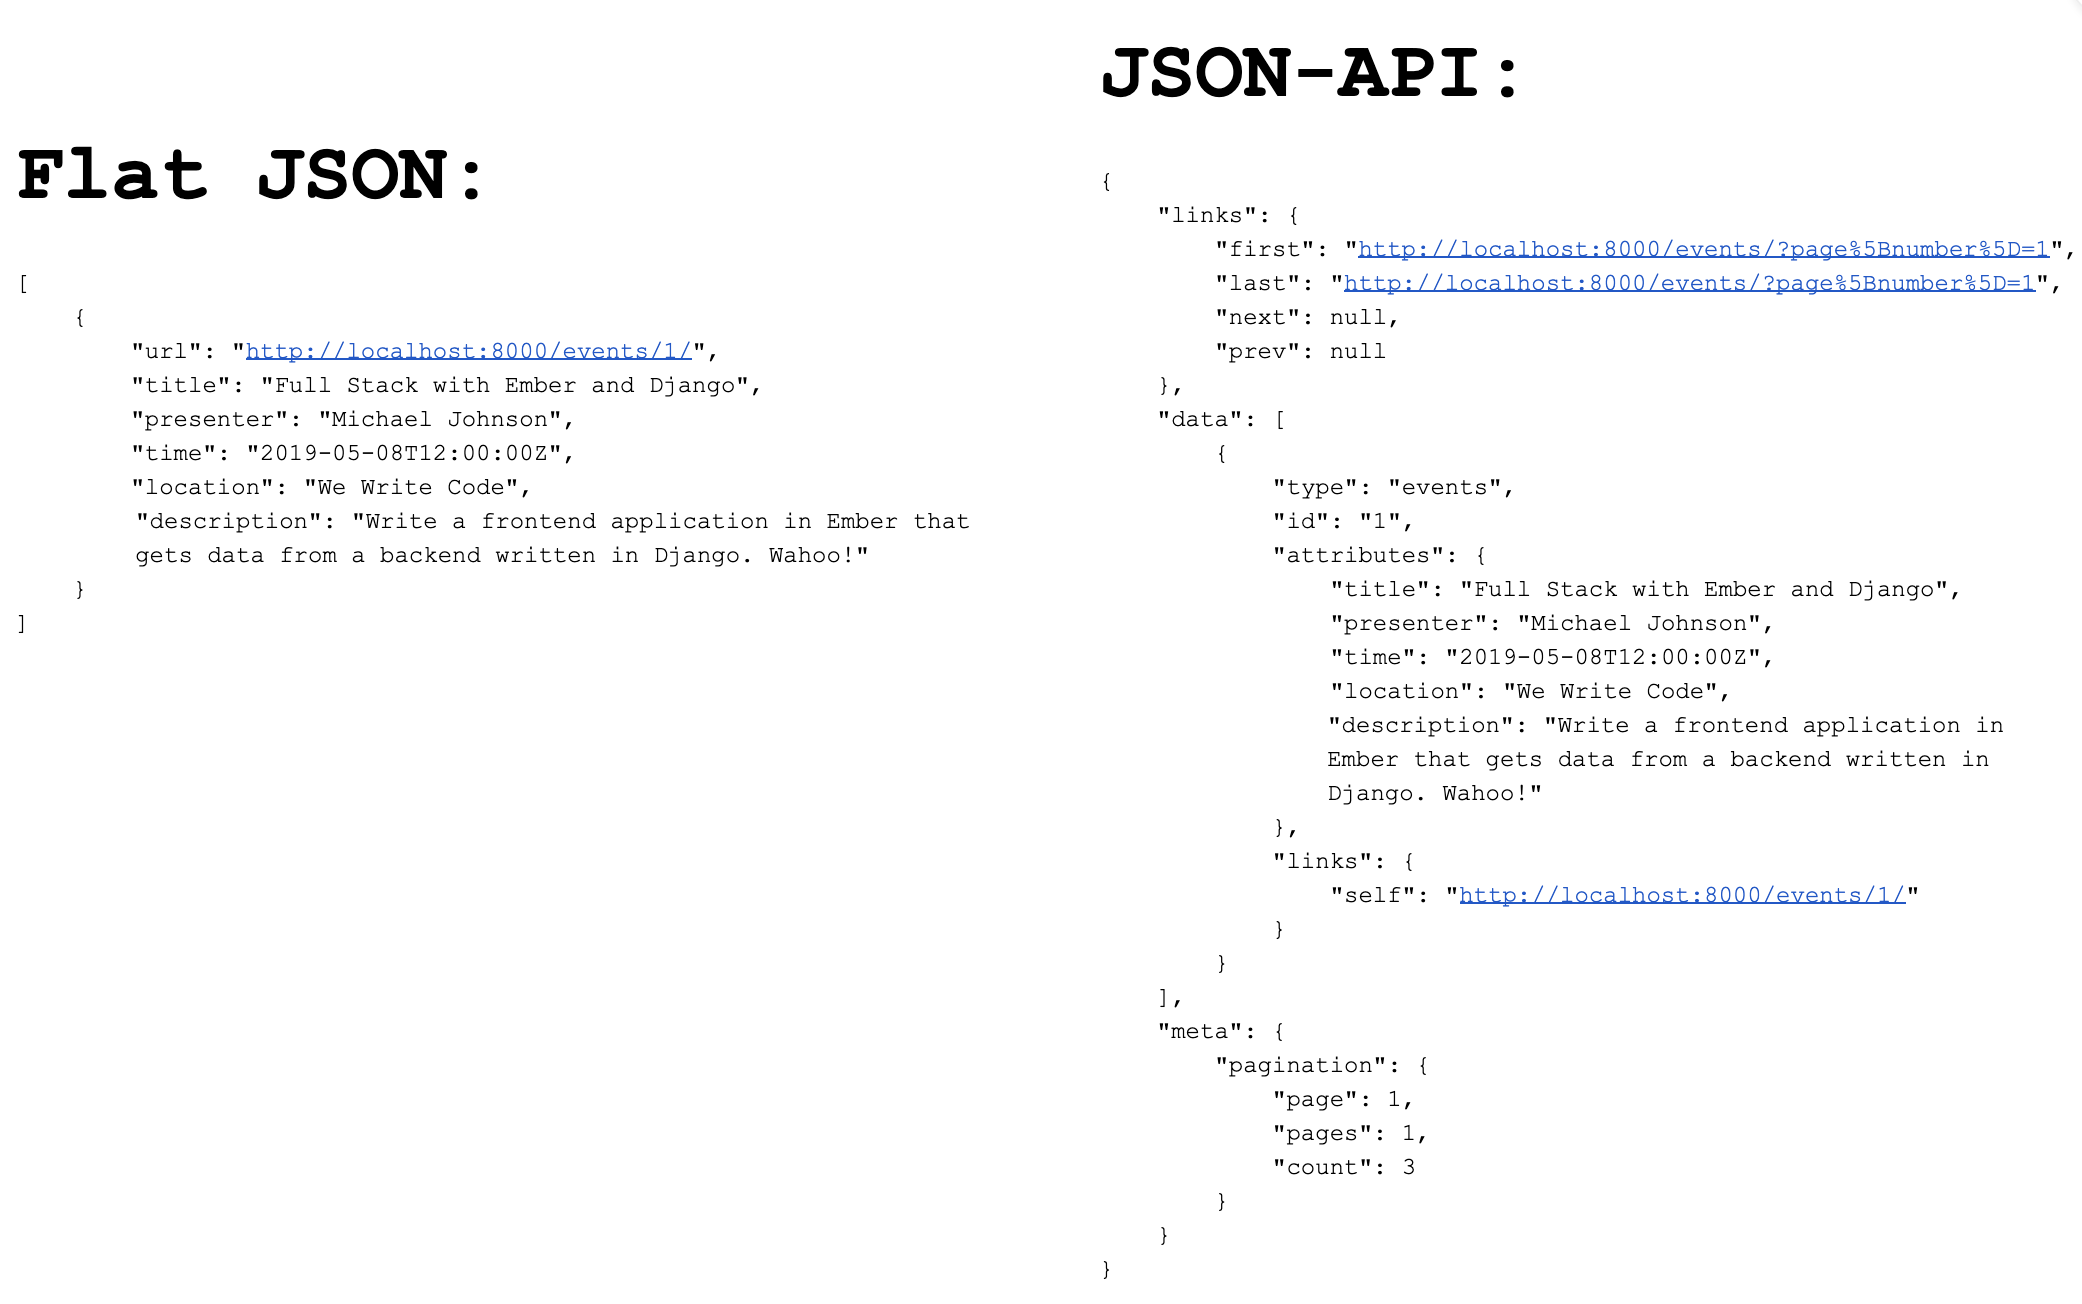 Flat JSON:
[
    {
        "url": "http://localhost:8000/events/1/",
        "title": "Full Stack with Ember and Django",
        "presenter": "Michael Johnson",
        "time": "2019-05-08T12:00:00Z",
        "location": "We Write Code",
        "description": "Write a frontend application in Ember that
        gets data from a backend written in Django. Wahoo!"
    }
]
JSON-API:
{
    "links": {
        "first": "http://localhost:8000/events/?page%5Bnumber%5D=1",
        "last": "http://localhost:8000/events/?page%5Bnumber%5D=1",
        "next": null,
        "prev": null
    },
    "data": [
        {
            "type": "events",
            "id": "1",
            "attributes": {
                "title": "Full Stack with Ember and Django",
                "presenter": "Michael Johnson",
                "time": "2019-05-08T12:00:00Z",
                "location": "We Write Code",
                "description": "Write a frontend application in
                Ember that gets data from a backend written in
                Django. Wahoo!"
            },
            "links": {
                "self": "http://localhost:8000/events/1/"
            }
        }
    ],
    "meta": {
        "pagination": {
            "page": 1,
            "pages": 1,
            "count": 3
        }
    }
}